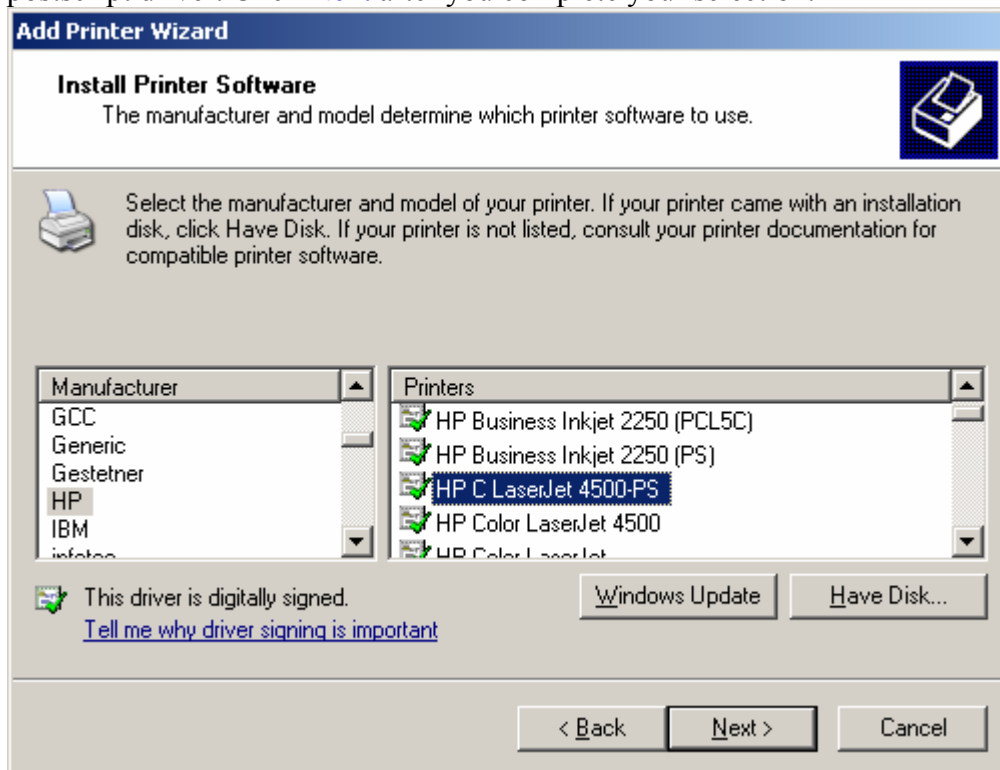 Add Printer Wizard
Install Printer Software
The manufacturer and model determine which printer software to use.
Select the manufacturer and model of your printer. If your printer came with an installation
disk, click Have Disk. If your printer is not listed, consult your printer documentation for
compatible printer software.
Manufacturer
GCC
Generic
Gestetner
HP
IBM
Printers
HP Business Inkjet 2250 (PCL5C)
HP Business Inkjet 2250 (PS)
HP C LaserJet 4500-PS
HP Color LaserJet 4500
HP Color LaserJet
This driver is digitally signed.
Tell me why driver signing is important
Windows Update
Have Disk...
< Back
Next >
Cancel